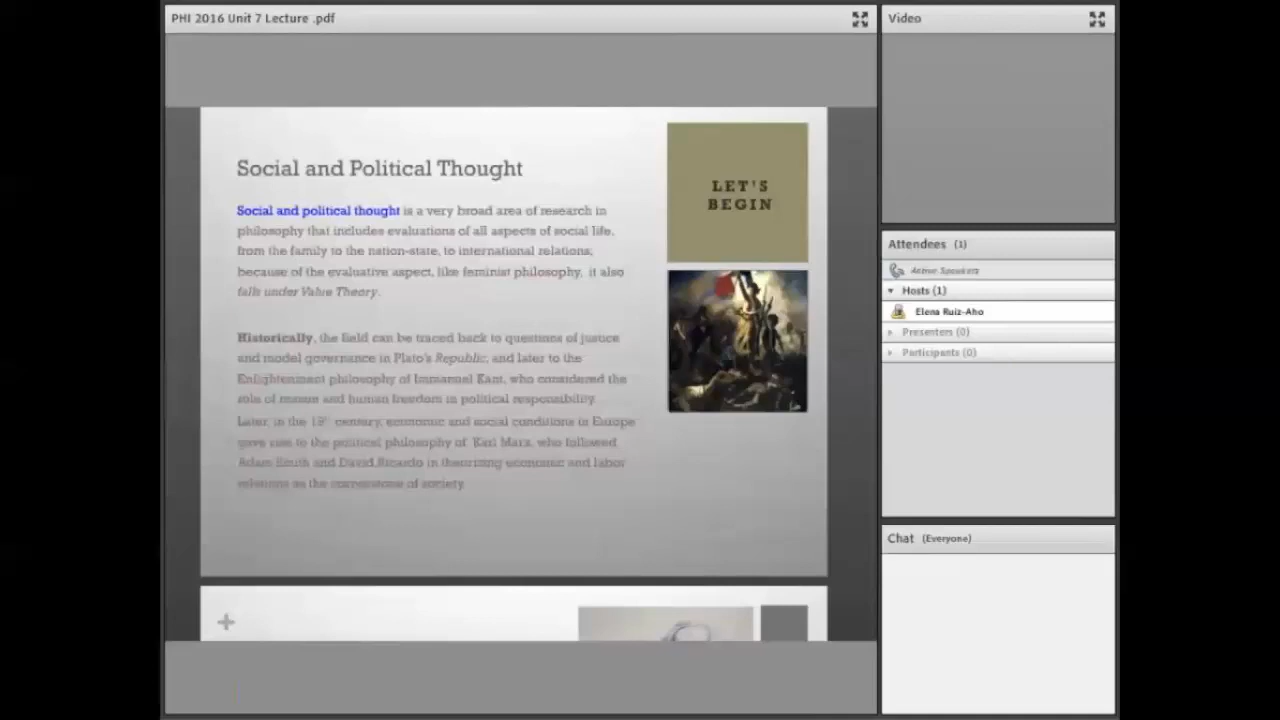 PHI 2016 Unit 7 Lecture .pdf
Social and Political Thought
Social and political thought is a very broad area of research in
philosophy that includes evaluations of all aspects of social life,
from the family to the nation-state, to international relations;
because of the evaluative aspect, like feminist philosophy, it also
falls under Value Theory.
Historically, the field can be traced back to questions of justice
and model governance in Plato's Republic, and later to the
Enlightenment philosophy of Immanuel Kant, who considered the
role of reason and human freedom in political responsibility.
Later, in the 19th century, economic and social conditions in Europe
gave rise to the political philosophy of Karl Marx, who followed
Adam Smith and David Ricardo in theorizing economic and labor
relations as the cornerstone of society.
LET'S
BEGIN
Video
Attendees (1)
Active Speakers
Hosts (1)
Elena Ruiz-Aho
Presenters (0)
Participants (0)
Chat (Everyone)